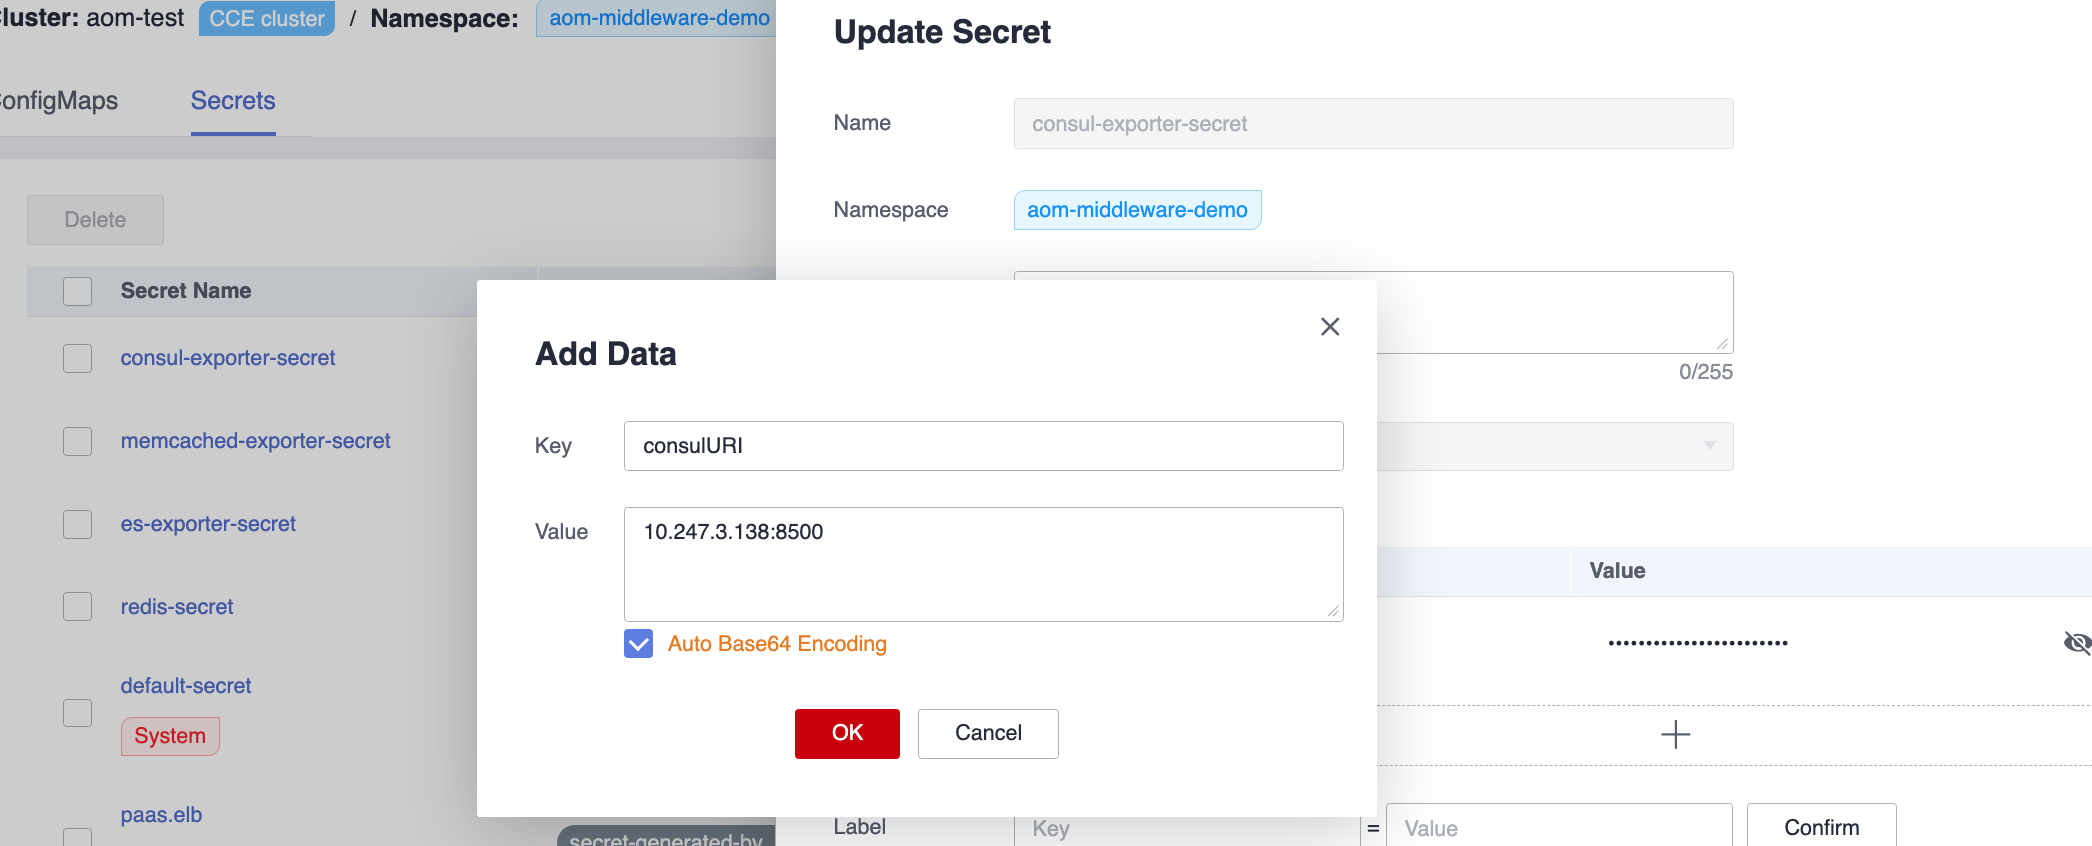 luster: aom-test CCE cluster / Namespace: aom-middleware-demo
onfigMaps Secrets
Delete
Secret Name
consul-exporter-secret
memcached-exporter-secret
es-exporter-secret
redis-secret
default-secret
System
paas.elb
secret-generated-by
Update Secret
Name consul-exporter-secret
Namespace aom-middleware-demo
0/255
Value
•••••••••••••••••••••••
Label Key = Value Confirm
Add Data
Key consulURI
Value 10.247.3.138:8500
Auto Base64 Encoding
OK Cancel